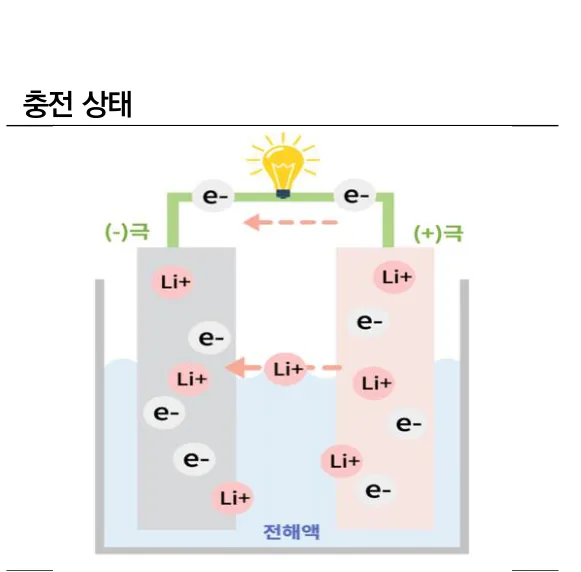 충전 상태
e- e-
(-)극 (+)극
Li+ Li+
e-
e-
Li+ Li+ Li+
e- e-
e- Li+
Li+ e-
전해액